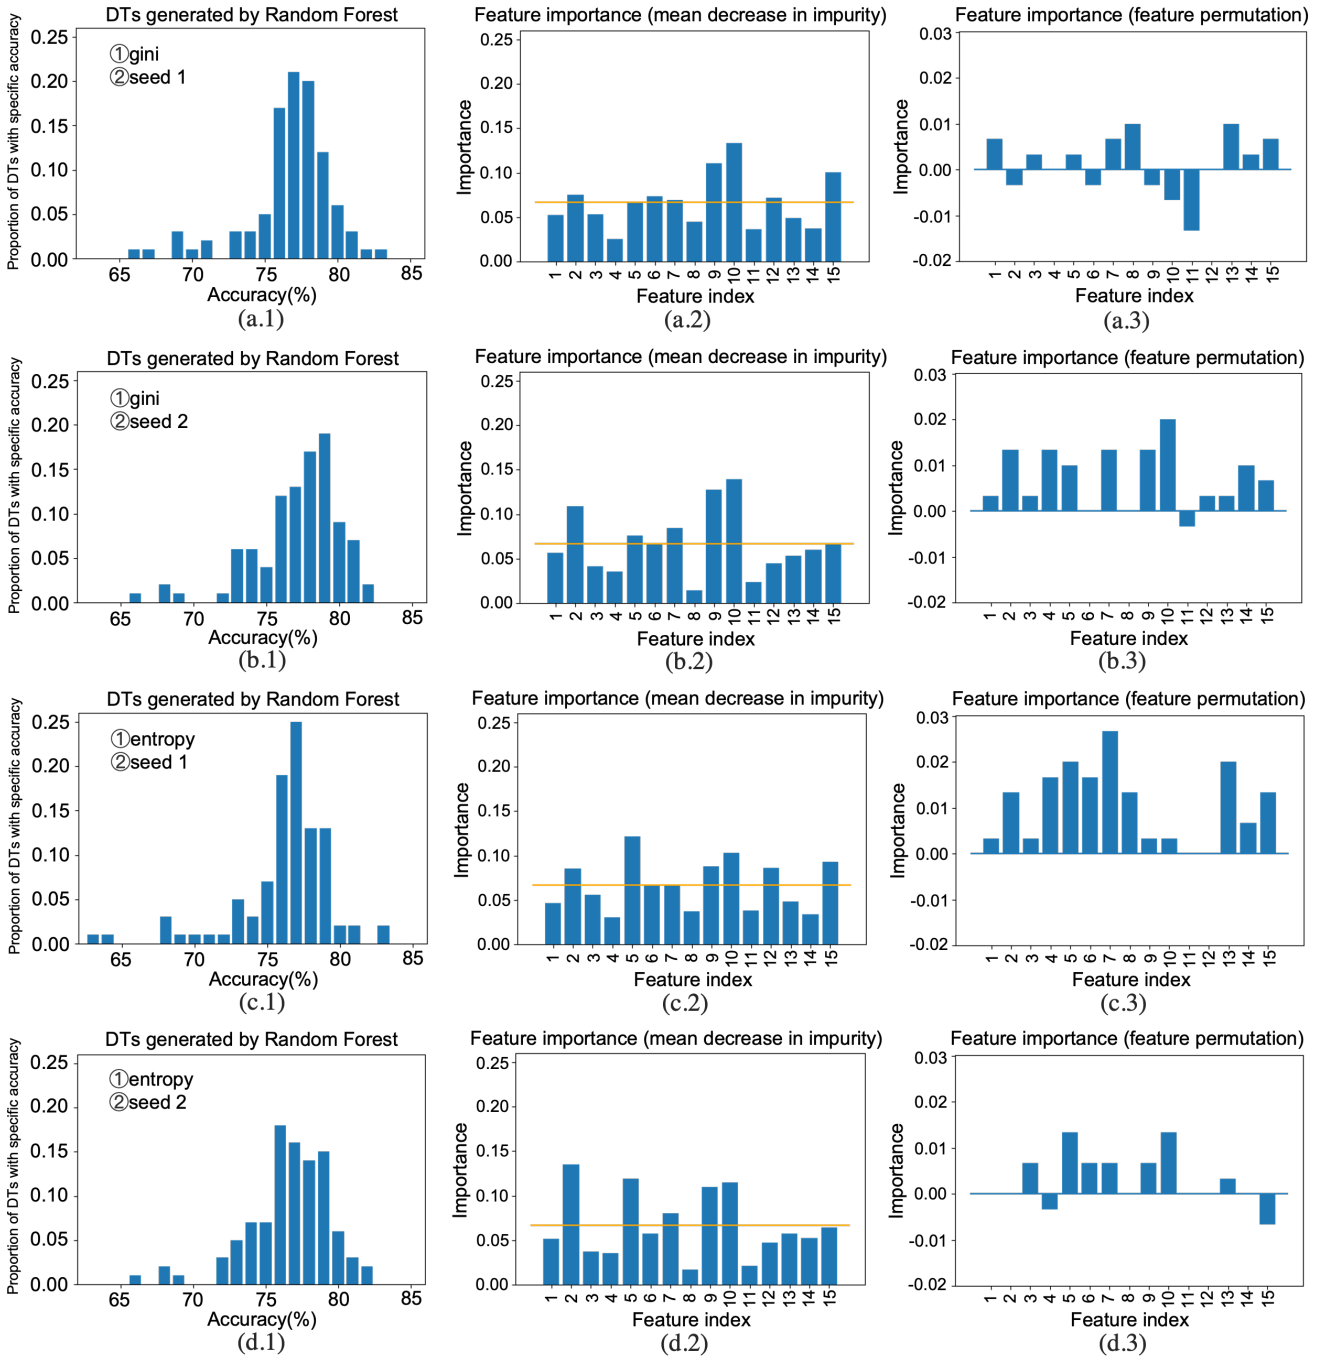 DTs generated by Random Forest
Feature importance (mean decrease in impurity)
Feature importance (feature permutation)
Proportion of DTs with specific accuracy
0.25
0.20
0.15
0.10
0.05
0.00
①gini
②seed 1
65 70 75 80 85
Accuracy(%)
(a.1)
Importance
0.25
0.20
0.15
0.10
0.05
0.00
1 2 3 4 5 6 7 8 9 10 11 12 13 14 15
Feature index
(a.2)
Importance
0.03
0.02
0.01
0.00
-0.01
-0.02
1 2 3 4 5 6 7 8 9 10 11 12 13 14 15
Feature index
(a.3)
DTs generated by Random Forest
Feature importance (mean decrease in impurity)
Feature importance (feature permutation)
Proportion of DTs with specific accuracy
0.25
0.20
0.15
0.10
0.05
0.00
①gini
②seed 2
65 70 75 80 85
Accuracy(%)
(b.1)
Importance
0.25
0.20
0.15
0.10
0.05
0.00
1 2 3 4 5 6 7 8 9 10 11 12 13 14 15
Feature index
(b.2)
Importance
0.03
0.02
0.01
0.00
-0.01
-0.02
1 2 3 4 5 6 7 8 9 10 11 12 13 14 15
Feature index
(b.3)
DTs generated by Random Forest
Feature importance (mean decrease in impurity)
Feature importance (feature permutation)
Proportion of DTs with specific accuracy
0.25
0.20
0.15
0.10
0.05
0.00
①entropy
②seed 1
65 70 75 80 85
Accuracy(%)
(c.1)
Importance
0.25
0.20
0.15
0.10
0.05
0.00
1 2 3 4 5 6 7 8 9 10 11 12 13 14 15
Feature index
(c.2)
Importance
0.03
0.02
0.01
0.00
-0.01
-0.02
1 2 3 4 5 6 7 8 9 10 11 12 13 14 15
Feature index
(c.3)
DTs generated by Random Forest
Feature importance (mean decrease in impurity)
Feature importance (feature permutation)
Proportion of DTs with specific accuracy
0.25
0.20
0.15
0.10
0.05
0.00
①entropy
②seed 2
65 70 75 80 85
Accuracy(%)
(d.1)
Importance
0.25
0.20
0.15
0.10
0.05
0.00
1 2 3 4 5 6 7 8 9 10 11 12 13 14 15
Feature index
(d.2)
Importance
0.03
0.02
0.01
0.00
-0.01
-0.02
1 2 3 4 5 6 7 8 9 10 11 12 13 14 15
Feature index
(d.3)